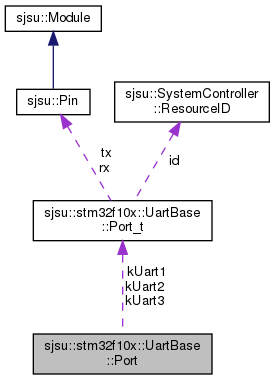 sjsu::Module
sjsu::Pin
sjsu::SystemController
::ResourceID
tx
rx
id
sjsu::stm32f10x::UartBase
::Port_t
kUart1
kUart2
kUart3
sjsu::stm32f10x::UartBase
::Port